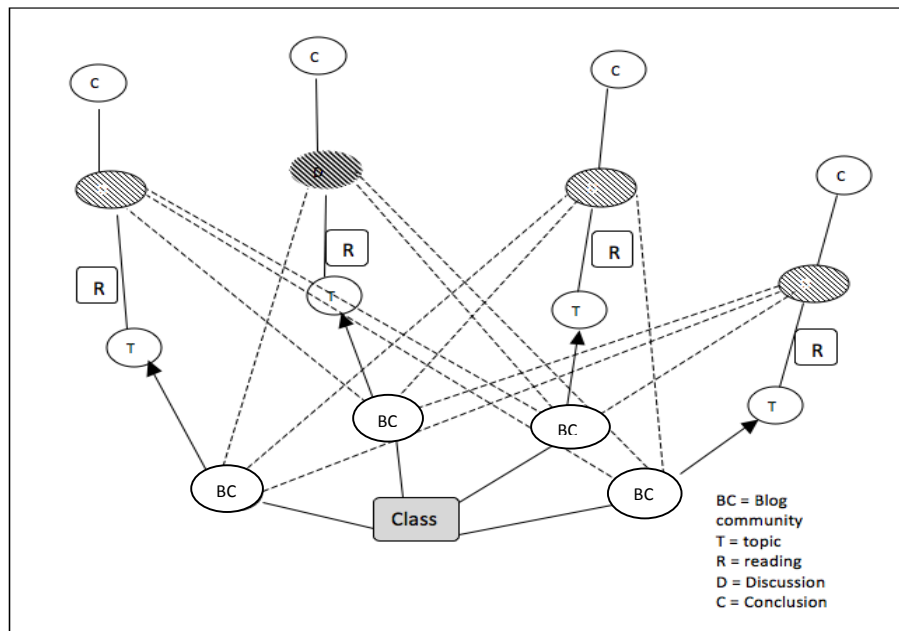 C
C
C
C
D
D
R
R
R
R
T
T
T
T
BC
BC
BC
BC
Class
BC = Blog
community
T = topic
R = reading
D = Discussion
C = Conclusion